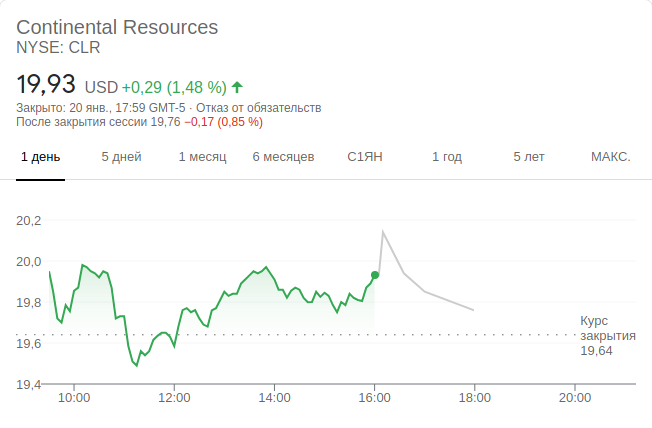 Continental Resources
NYSE: CLR
19,93 USD +0,29 (1,48 %)
Закрыто: 20 янв., 17:59 GMT-5 · Отказ от обязательств
После закрытия сессии 19,76 −0,17 (0,85 %)
1 день 5 дней 1 месяц 6 месяцев С1ЯН 1 год 5 лет МАКС.
20,2
20,0
19,8
19,6
19,4
Курс
закрытия
19,64
10:00 12:00 14:00 16:00 18:00 20:00